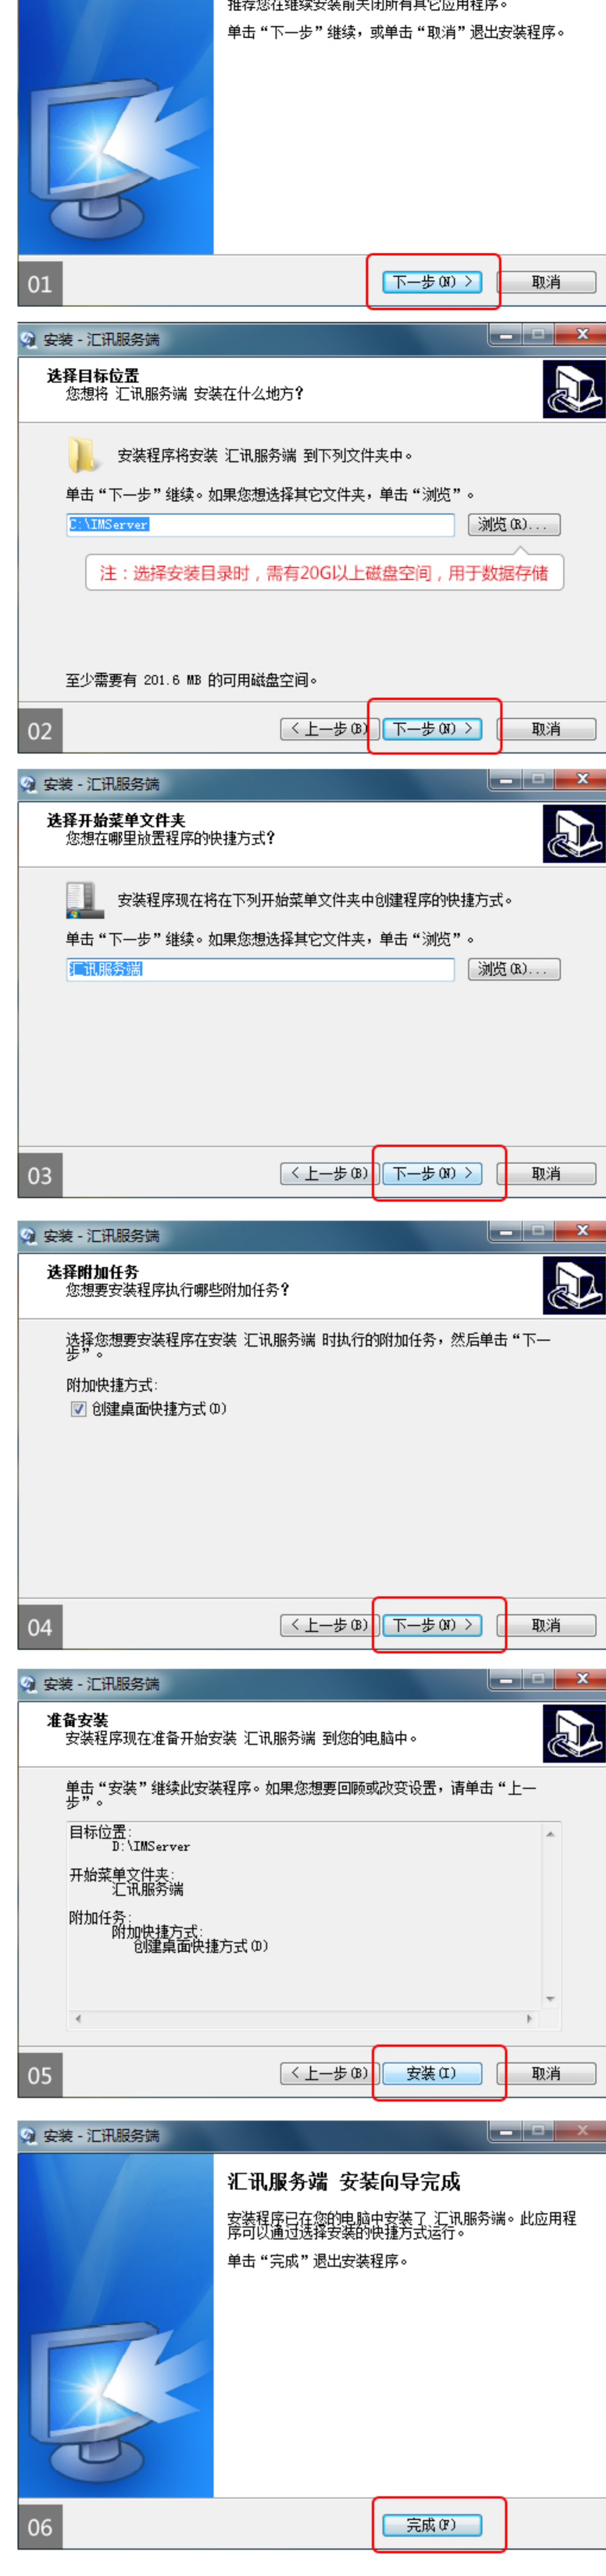 推荐您在继续安装前关闭所有其它应用程序。
单击“下一步”继续，或单击“取消”退出安装程序。
01
下一步(N) >
取消
安装 - 汇讯服务端
选择目标位置
您想将 汇讯服务端 安装在什么地方？
安装程序将安装 汇讯服务端 到下列文件夹中。
单击“下一步”继续。如果您想选择其它文件夹，单击“浏览”。
C:\IMServer
浏览(R)...
注：选择安装目录时，需有20G以上磁盘空间，用于数据存储
至少需要有 201.6 MB 的可用磁盘空间。
02
< 上一步(B)
下一步(N) >
取消
安装 - 汇讯服务端
选择开始菜单文件夹
您想在哪里放置程序的快捷方式？
安装程序现在将在下列开始菜单文件夹中创建程序的快捷方式。
单击“下一步”继续。如果您想选择其它文件夹，单击“浏览”。
汇讯服务端
浏览(R)...
03
< 上一步(B)
下一步(N) >
取消
安装 - 汇讯服务端
选择附加任务
您想要安装程序执行哪些附加任务？
选择您想要安装程序在安装 汇讯服务端 时执行的附加任务，然后单击“下一
步”。
附加快捷方式:
创建桌面快捷方式(D)
04
< 上一步(B)
下一步(N) >
取消
安装 - 汇讯服务端
准备安装
安装程序现在准备开始安装 汇讯服务端 到您的电脑中。
单击“安装”继续此安装程序。如果您想要回顾或改变设置，请单击“上一
步”。
目标位置:
D:\IMServer
开始菜单文件夹:
汇讯服务端
附加任务:
附加快捷方式:
创建桌面快捷方式(D)
05
< 上一步(B)
安装(I)
取消
安装 - 汇讯服务端
汇讯服务端 安装向导完成
安装程序已在您的电脑中安装了 汇讯服务端。此应用程
序可以通过选择安装的快捷方式运行。
单击“完成”退出安装程序。
06
完成(F)